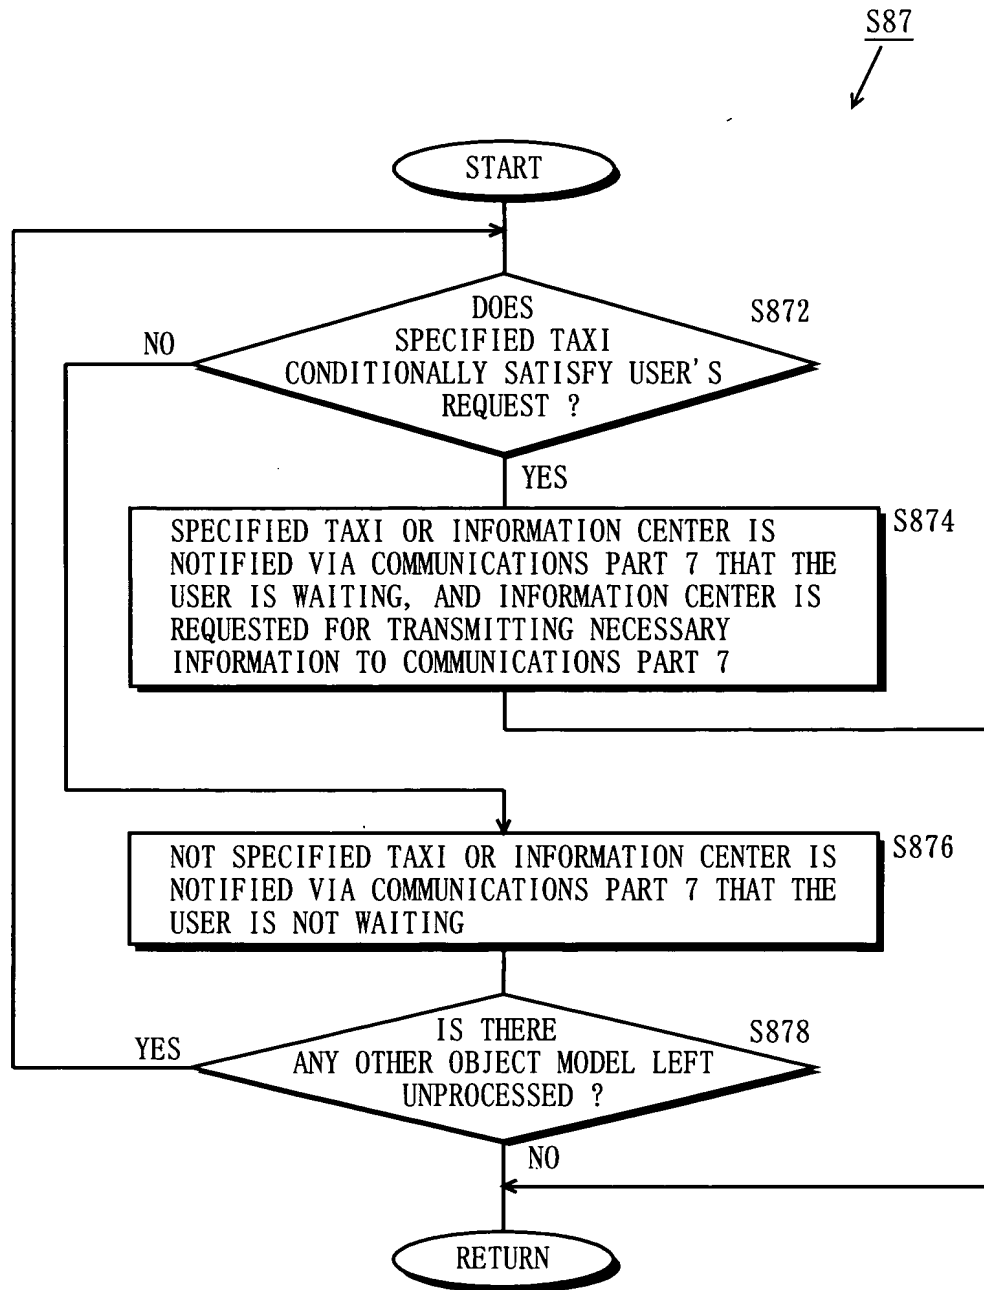 S87
START
DOES
SPECIFIED TAXI
CONDITIONALLY SATISFY USER'S
REQUEST ?
S872
NO
YES
SPECIFIED TAXI OR INFORMATION CENTER IS
NOTIFIED VIA COMMUNICATIONS PART 7 THAT THE
USER IS WAITING, AND INFORMATION CENTER IS
REQUESTED FOR TRANSMITTING NECESSARY
INFORMATION TO COMMUNICATIONS PART 7
S874
NOT SPECIFIED TAXI OR INFORMATION CENTER IS
NOTIFIED VIA COMMUNICATIONS PART 7 THAT THE
USER IS NOT WAITING
S876
IS THERE
ANY OTHER OBJECT MODEL LEFT
UNPROCESSED ?
S878
YES
NO
RETURN